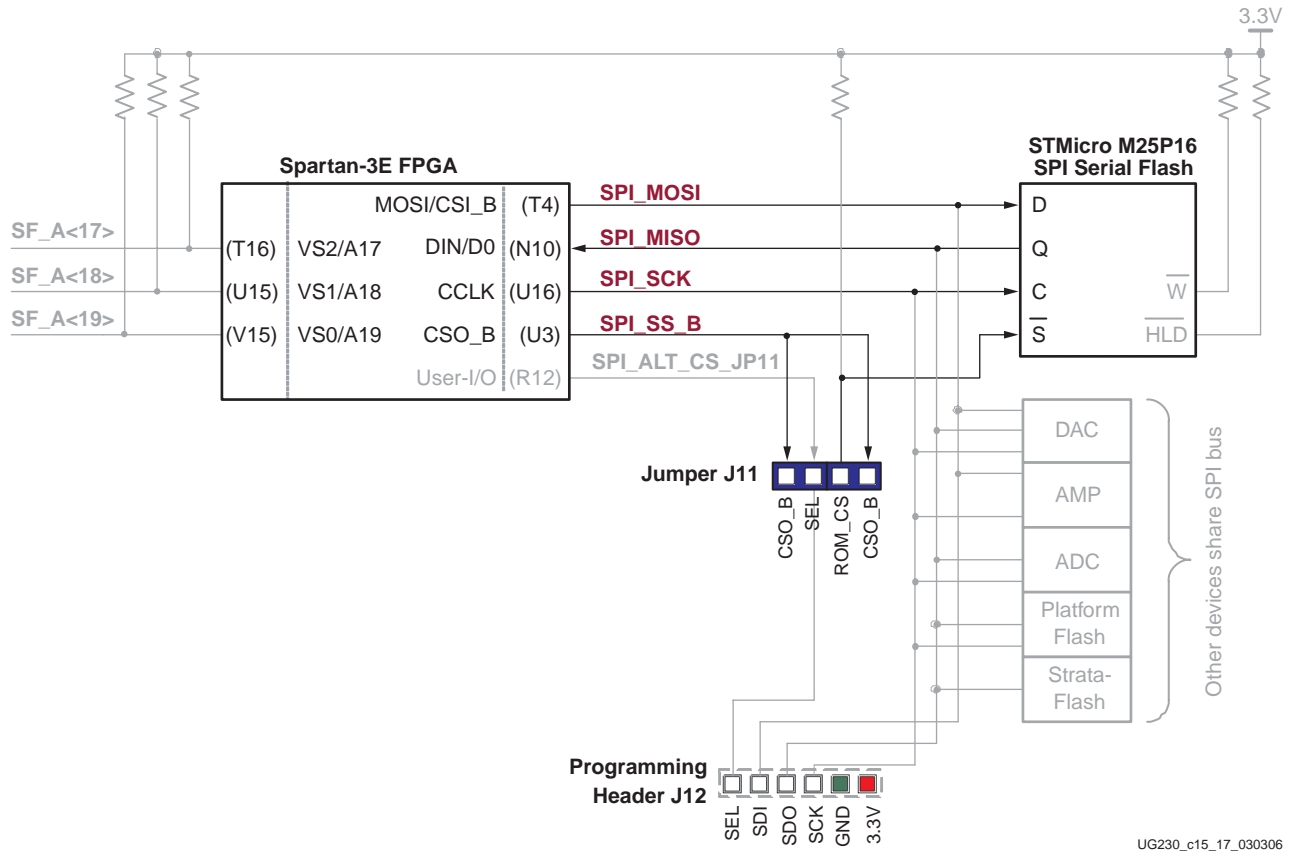 3.3V
STMicro M25P16
SPI Serial Flash
Spartan-3E FPGA
SF_A<17>
SF_A<18>
SF_A<19>
(T16) VS2/A17
(U15) VS1/A18
(V15) VS0/A19
MOSI/CSI_B (T4)
DIN/D0 (N10)
CCLK (U16)
CSO_B (U3)
User-I/O (R12)
SPI_MOSI
SPI_MISO
SPI_SCK
SPI_SS_B
SPI_ALT_CS_JP11
D
Q
C
S
W
HLD
Jumper J11
CSO_B
SEL
ROM_CS
CSO_B
DAC
AMP
ADC
Platform
Flash
Strata-
Flash
Other devices share SPI bus
Programming
Header J12
SEL
SDI
SDO
SCK
GND
3.3V
UG230_c15_17_030306